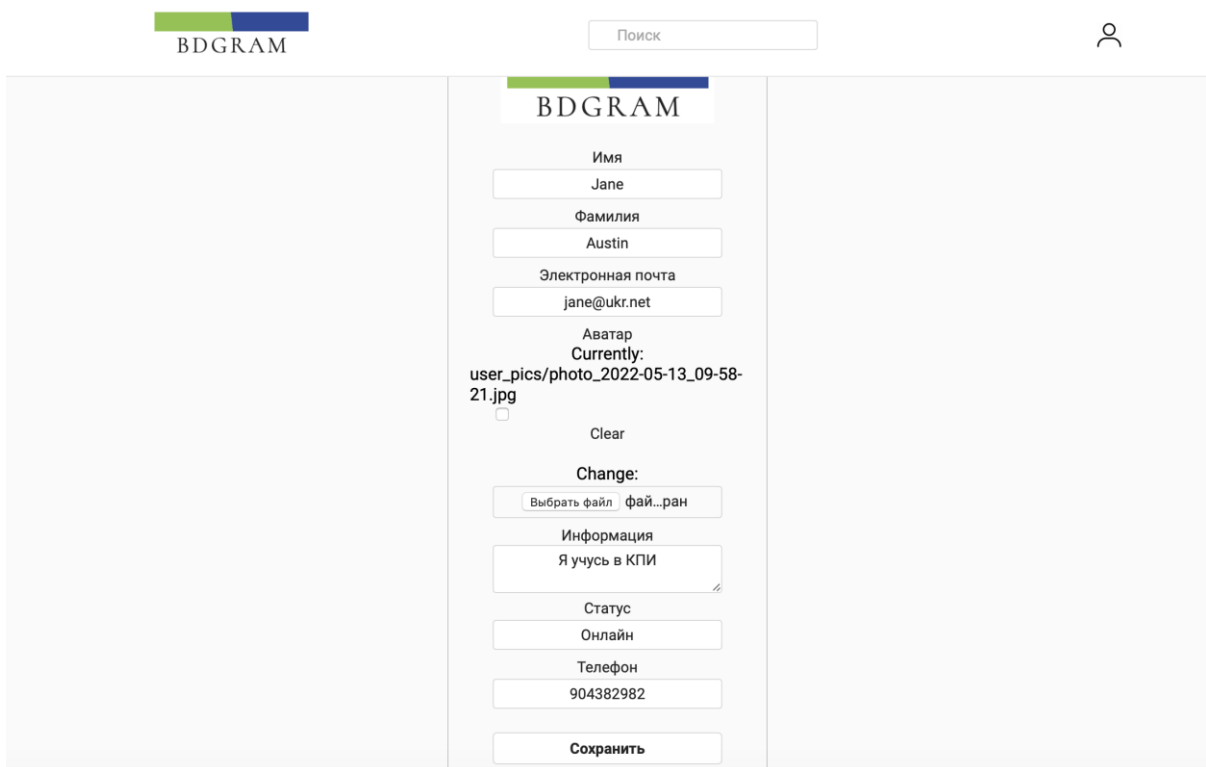 BDGRAM
Поиск
BDGRAM
Имя
Jane
Фамилия
Austin
Электронная почта
jane@ukr.net
Аватар
Currently:
user_pics/photo_2022-05-13_09-58-
21.jpg
Clear
Change:
Выбрать файл фай...ран
Информация
Я учусь в КПИ
Статус
Онлайн
Телефон
904382982
Сохранить